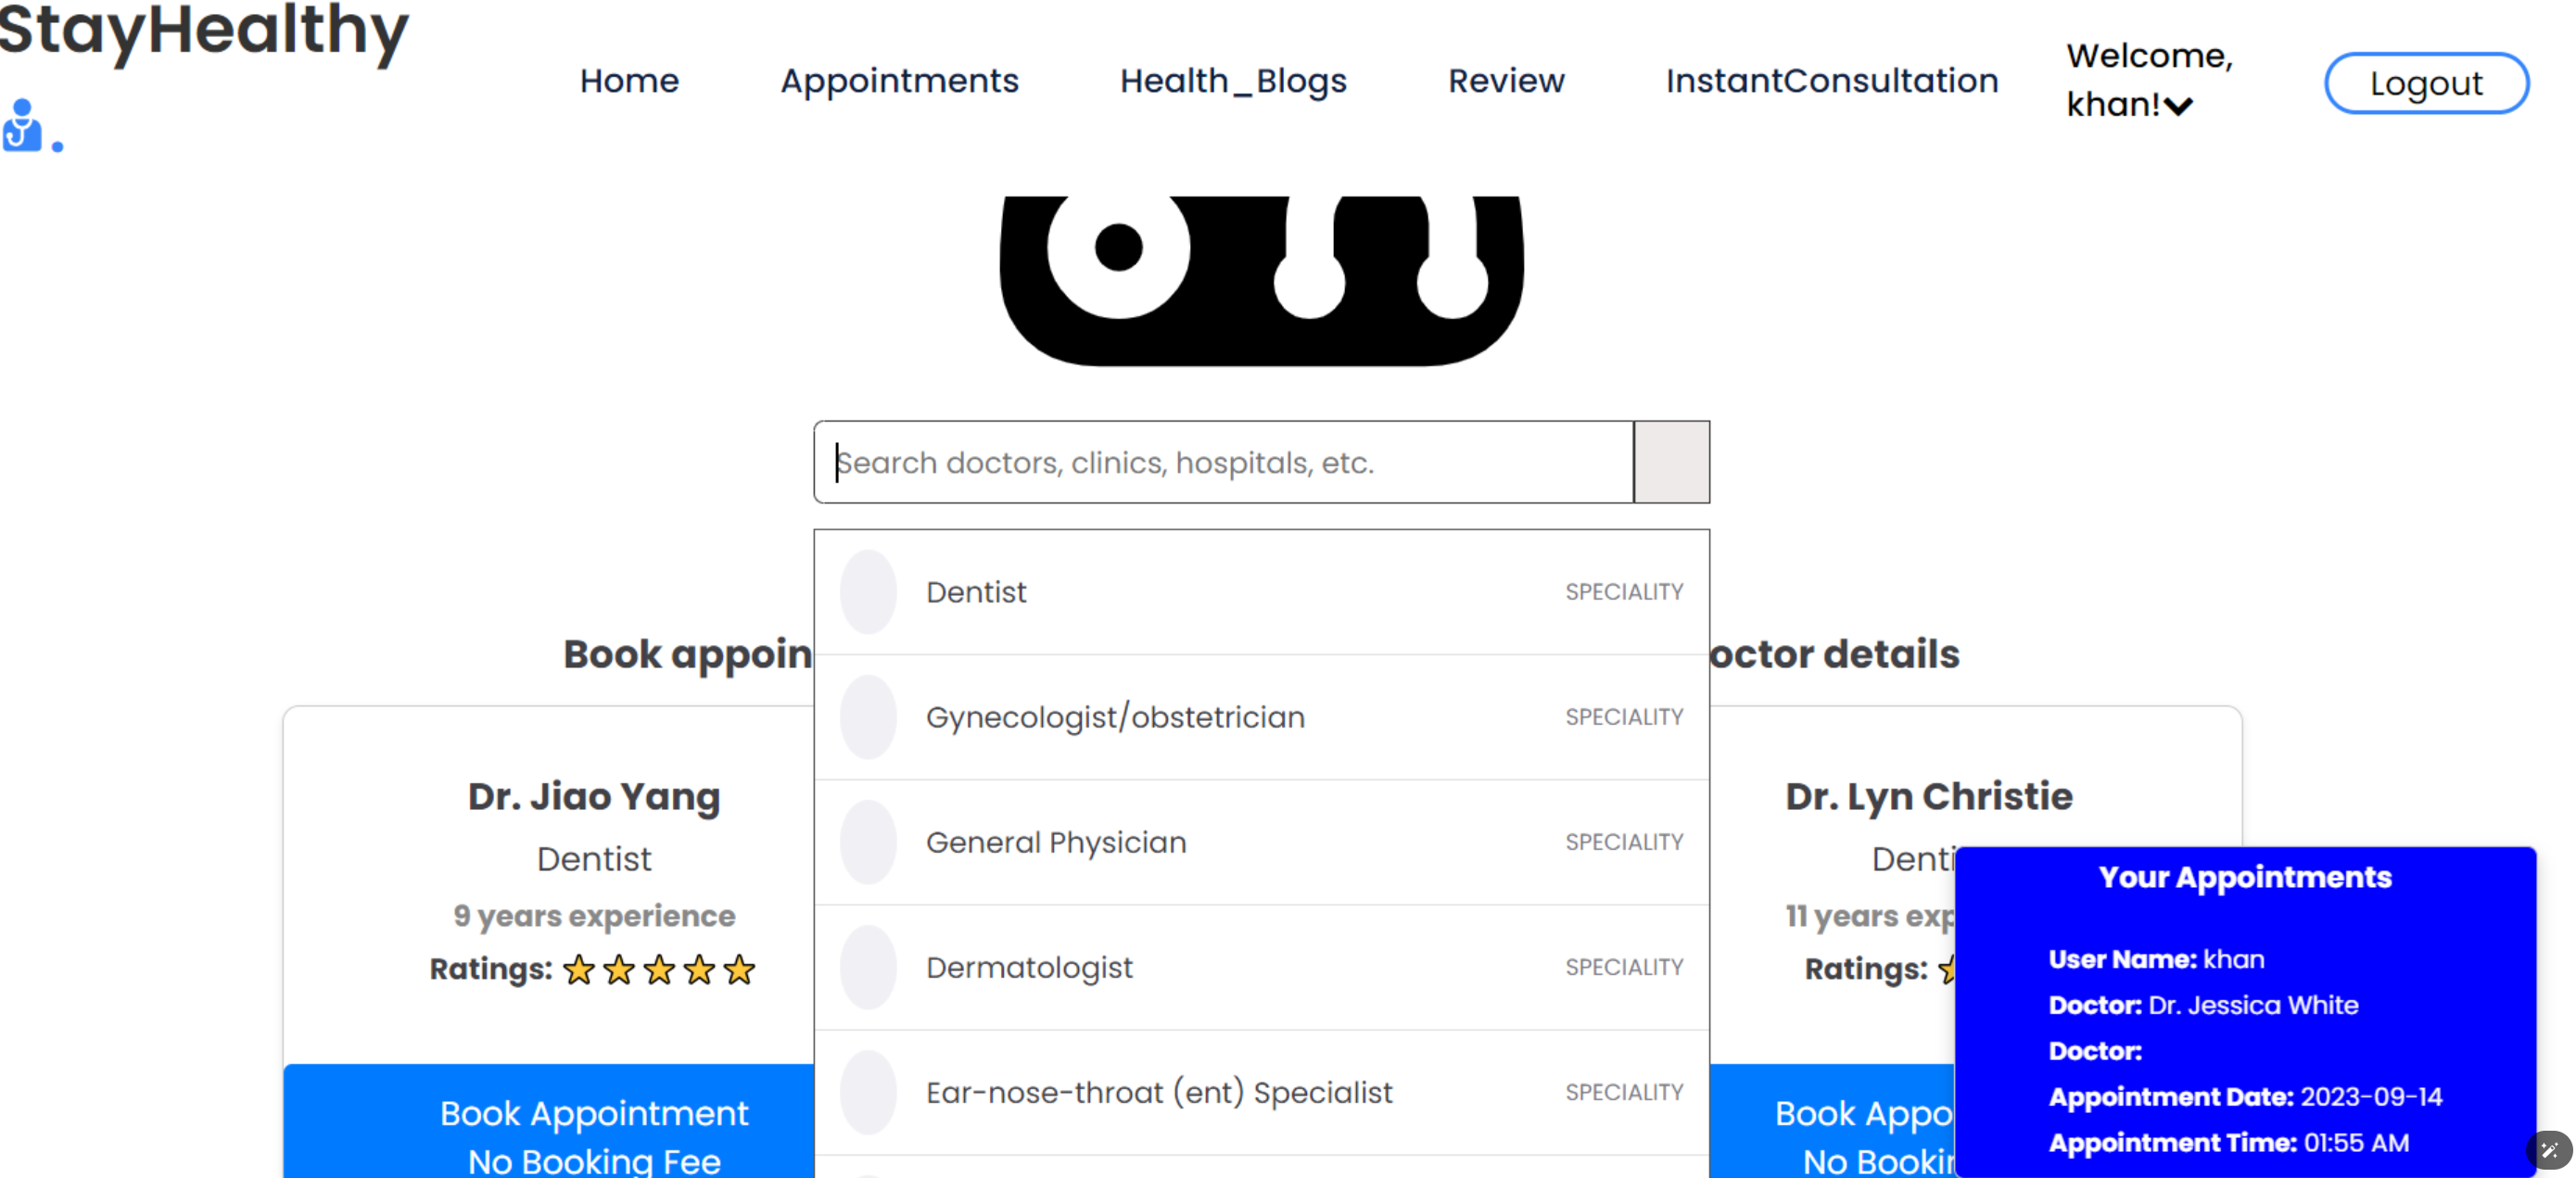 StayHealthy
Home
Appointments
Health_Blogs
Review
InstantConsultation
Welcome,
khan!
Logout
Search doctors, clinics, hospitals, etc.
Dentist SPECIALITY
Gynecologist/obstetrician SPECIALITY
General Physician SPECIALITY
Dermatologist SPECIALITY
Ear-nose-throat (ent) Specialist SPECIALITY
Book appoin
octor details
Dr. Jiao Yang
Dentist
9 years experience
Ratings:
Book Appointment
No Booking Fee
Dr. Lyn Christie
Denti
11 years exp
Ratings:
Book Appo
No Bookin
Your Appointments
User Name: khan
Doctor: Dr. Jessica White
Doctor:
Appointment Date: 2023-09-14
Appointment Time: 01:55 AM